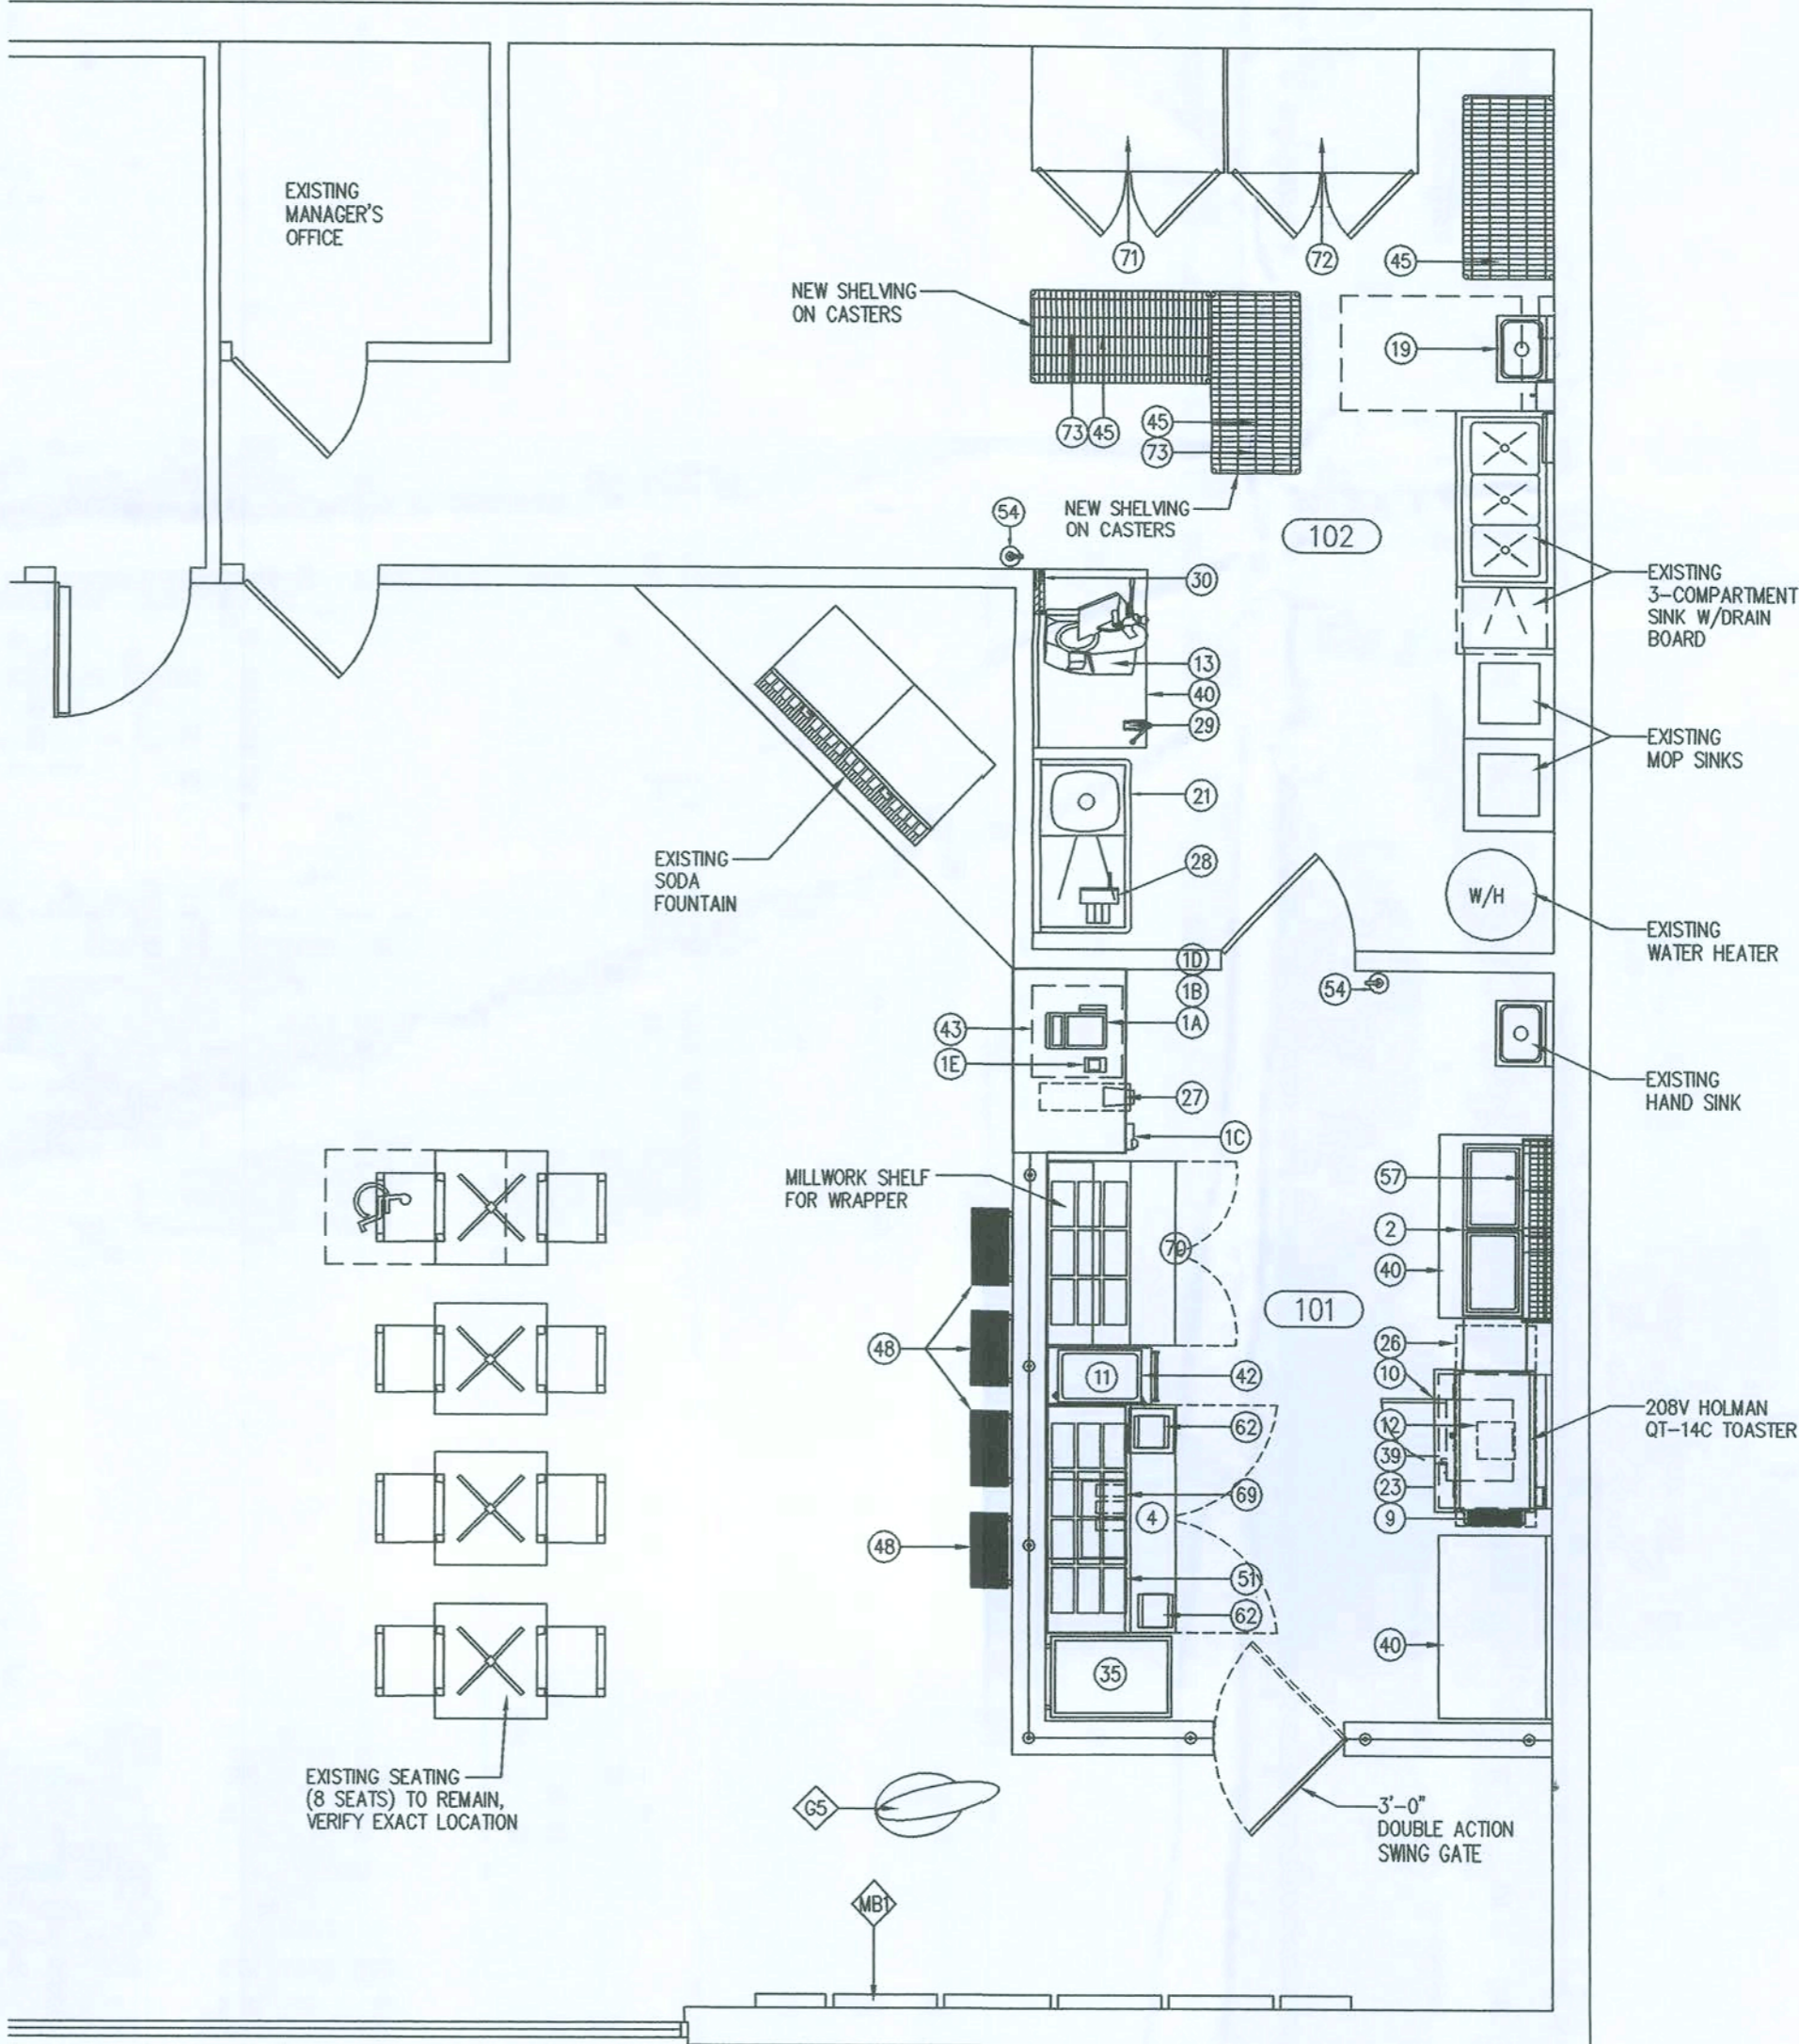 EXISTING
MANAGER'S
OFFICE
71
72
45
NEW SHELVING
ON CASTERS
19
73
45
45
73
NEW SHELVING
ON CASTERS
54
102
30
EXISTING
3-COMPARTMENT
SINK W/DRAIN
BOARD
13
40
29
EXISTING
MOP SINKS
21
EXISTING
SODA
FOUNTAIN
28
W/H
EXISTING
WATER HEATER
1D
1B
1A
54
43
1E
27
EXISTING
HAND SINK
1C
MILLWORK SHELF
FOR WRAPPER
57
2
70
40
101
48
26
11
42
10
208V HOLMAN
QT-14C TOASTER
62
12
39
69
23
4
9
48
51
62
40
35
EXISTING SEATING
(8 SEATS) TO REMAIN,
VERIFY EXACT LOCATION
G5
3'-0"
DOUBLE ACTION
SWING GATE
MB1